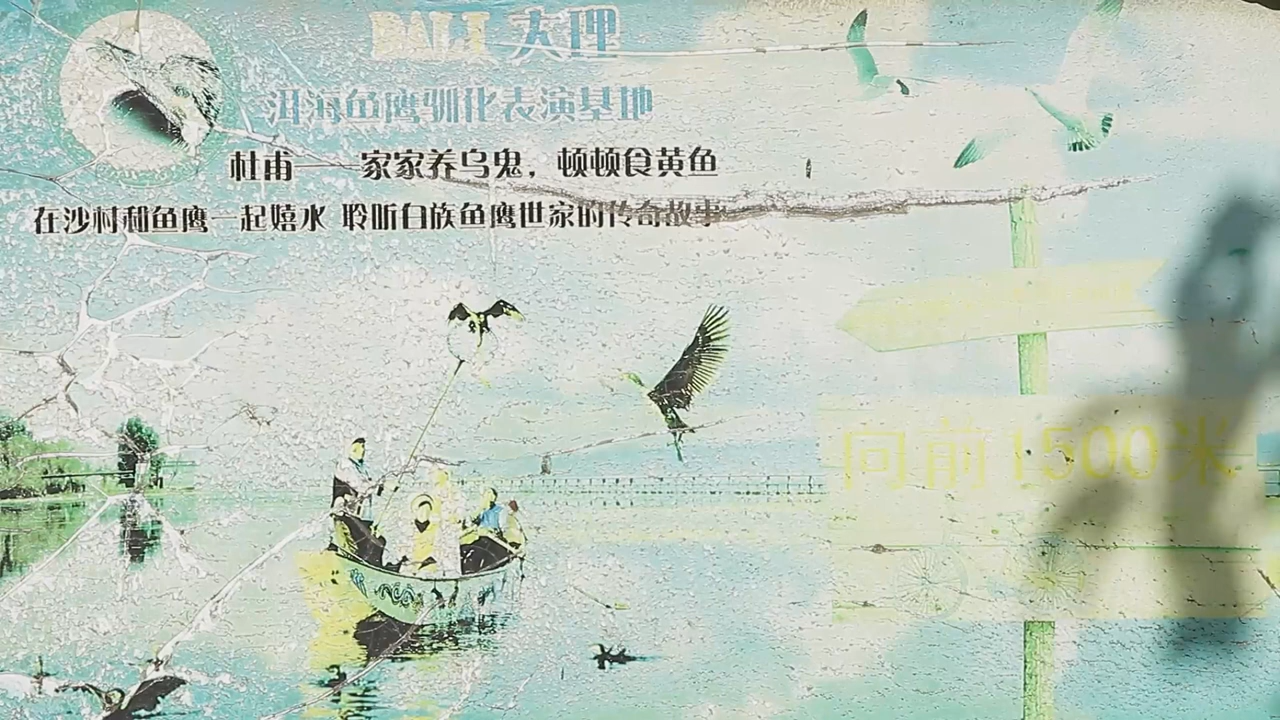 DALI 大理
洱海鱼鹰驯化表演基地
杜甫——家家养乌鬼，顿顿食黄鱼
在沙村和鱼鹰一起嬉水 聆听白族鱼鹰世家的传奇故事
向前1500米